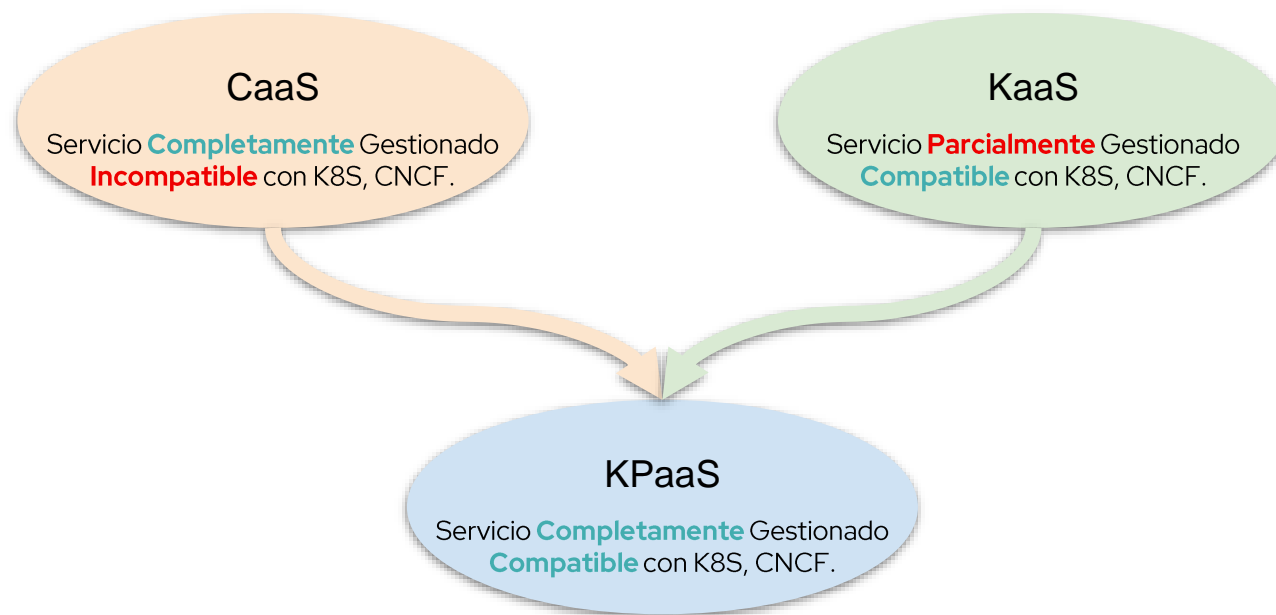 CaaS
Servicio Completamente Gestionado
Incompatible con K8S, CNCF.
KaaS
Servicio Parcialmente Gestionado
Compatible con K8S, CNCF.
KPaaS
Servicio Completamente Gestionado
Compatible con K8S, CNCF.